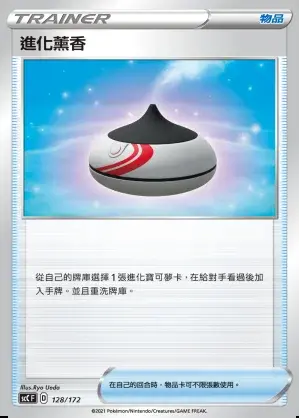 TRAINER 物品
進化薰香
從自己的牌庫選擇1張進化寶可夢卡，在給對手看過後加
入手牌。並且重洗牌庫。
Illus.Ryo Ueda
SCC F D 128/172
在自己的回合時，物品卡可不限張數使用。
©2021 Pokémon/Nintendo/Creatures/GAME FREAK.